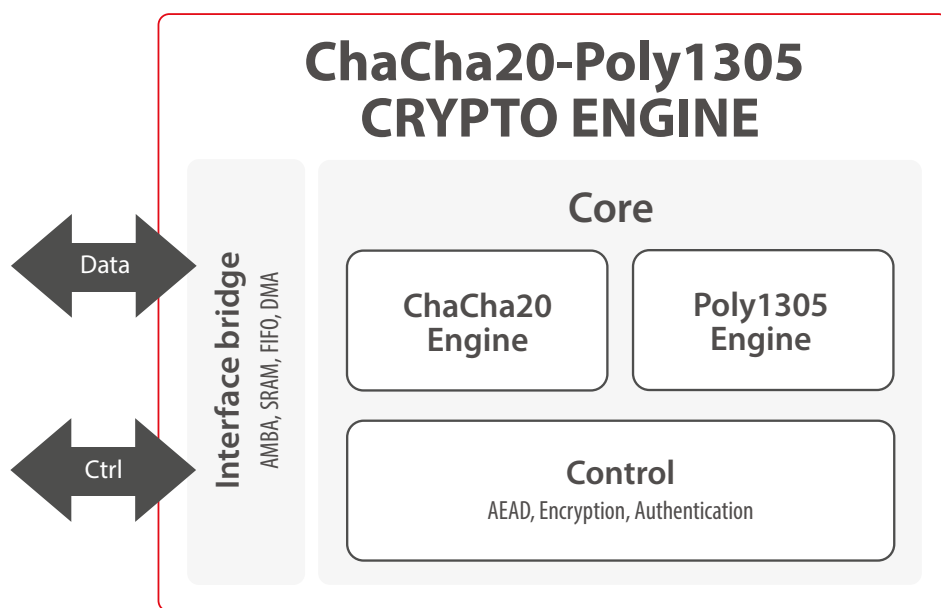 ChaCha20-Poly1305
CRYPTO ENGINE
Data
Ctrl
Interface bridge
AMBA, SRAM, FIFO, DMA
Core
ChaCha20
Engine
Poly1305
Engine
Control
AEAD, Encryption, Authentication